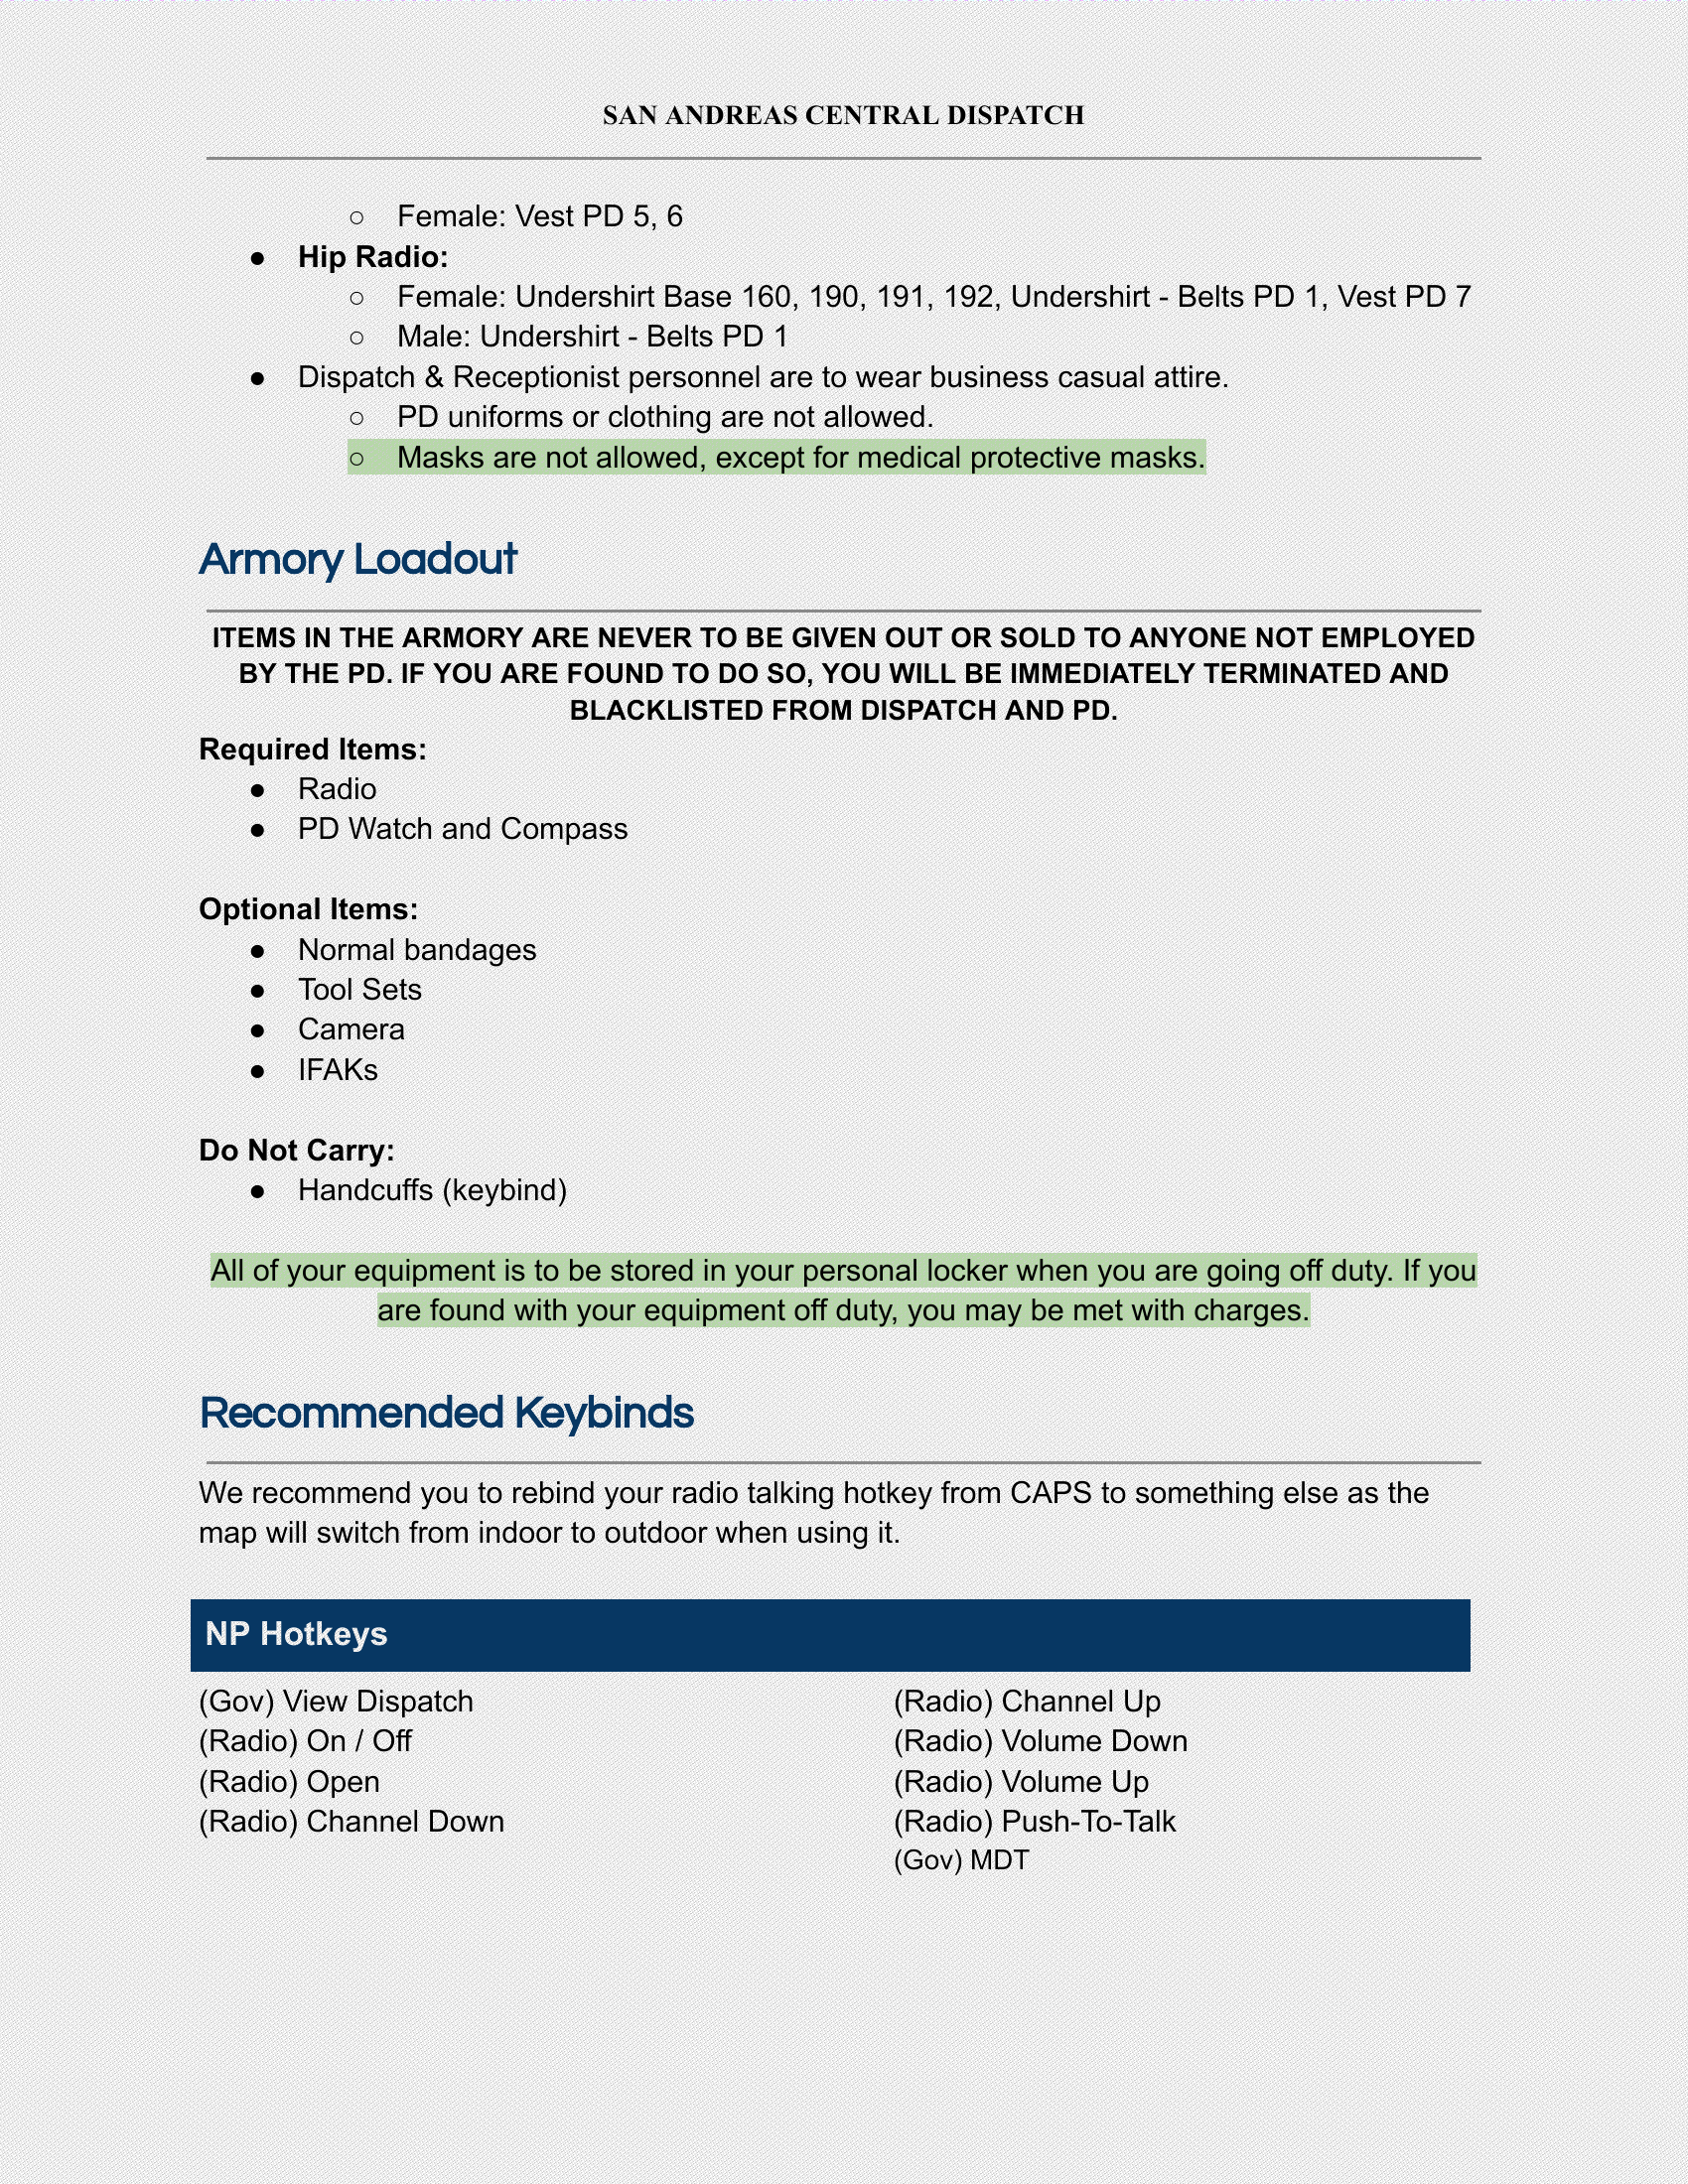 SAN ANDREAS CENTRAL DISPATCH
○ Female: Vest PD 5, 6
● Hip Radio:
○ Female: Undershirt Base 160, 190, 191, 192, Undershirt - Belts PD 1, Vest PD 7
○ Male: Undershirt - Belts PD 1
● Dispatch & Receptionist personnel are to wear business casual attire.
○ PD uniforms or clothing are not allowed.
○ Masks are not allowed, except for medical protective masks.
Armory Loadout
ITEMS IN THE ARMORY ARE NEVER TO BE GIVEN OUT OR SOLD TO ANYONE NOT EMPLOYED
BY THE PD. IF YOU ARE FOUND TO DO SO, YOU WILL BE IMMEDIATELY TERMINATED AND
BLACKLISTED FROM DISPATCH AND PD.
Required Items:
● Radio
● PD Watch and Compass
Optional Items:
● Normal bandages
● Tool Sets
● Camera
● IFAKs
Do Not Carry:
● Handcuffs (keybind)
All of your equipment is to be stored in your personal locker when you are going off duty. If you
are found with your equipment off duty, you may be met with charges.
Recommended Keybinds
We recommend you to rebind your radio talking hotkey from CAPS to something else as the
map will switch from indoor to outdoor when using it.
NP Hotkeys
(Gov) View Dispatch
(Radio) On / Off
(Radio) Open
(Radio) Channel Down
(Radio) Channel Up
(Radio) Volume Down
(Radio) Volume Up
(Radio) Push-To-Talk
(Gov) MDT